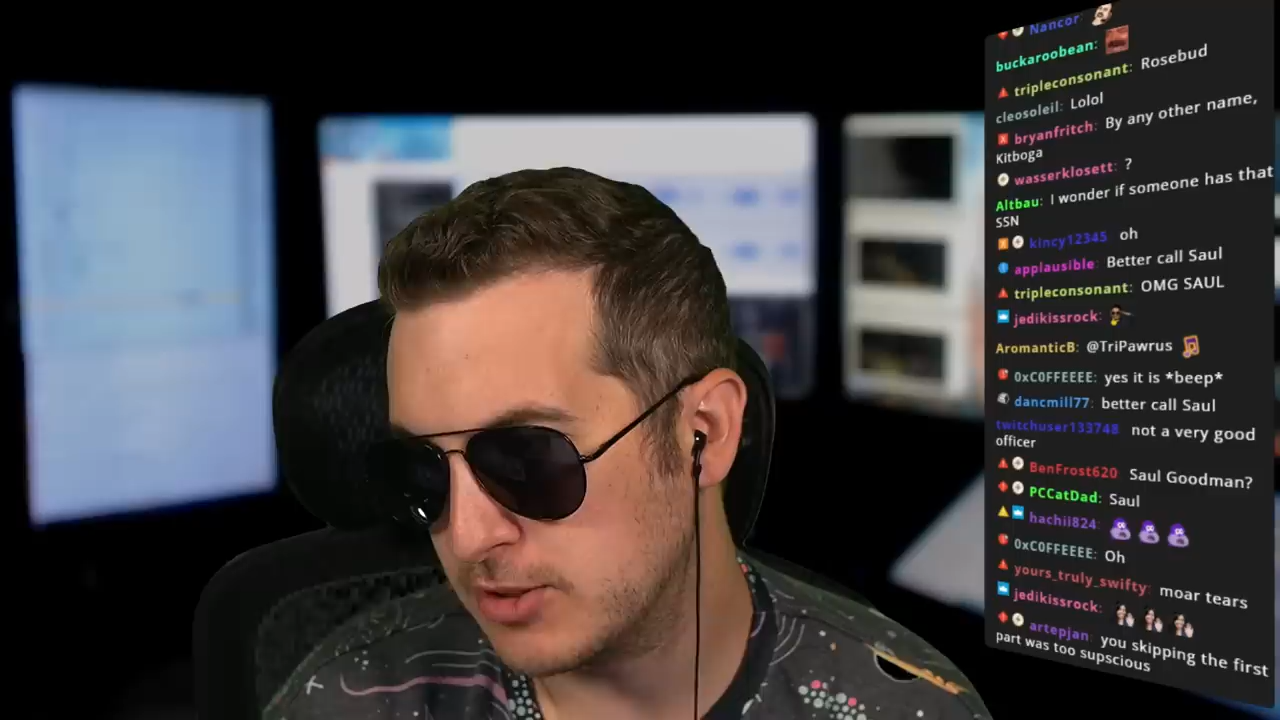 Nancor:
buckaroobean:
tripleconsonant: Rosebud
cleosoleil: Lolol
bryanfritch: By any other name,
Kitboga
wasserklosett: ?
Altbau: I wonder if someone has that
SSN
kincy12345 oh
applausible: Better call Saul
tripleconsonant: OMG SAUL
jedikissrock:
AromanticB: @TriPawrus
0xC0FFEEEE: yes it is *beep*
dancmill77: better call Saul
twitchuser133748 not a very good
officer
BenFrost620 Saul Goodman?
PCCatDad: Saul
hachii824:
0xC0FFEEEE: Oh
yours_truly_swifty: moar tears
jedikissrock:
artepjan: you skipping the first
part was too supscious